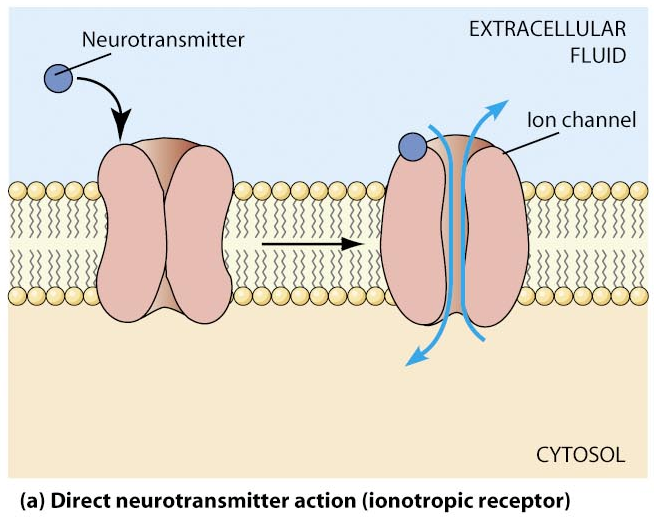 Neurotransmitter
EXTRACELLULAR
FLUID
Ion channel
CYTOSOL
(a) Direct neurotransmitter action (ionotropic receptor)